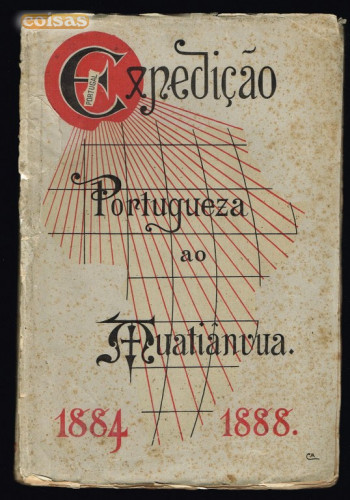 coisas
Expedição
PORTUGAL
Portugueza
ao
Muatiânvua.
1884 1888.